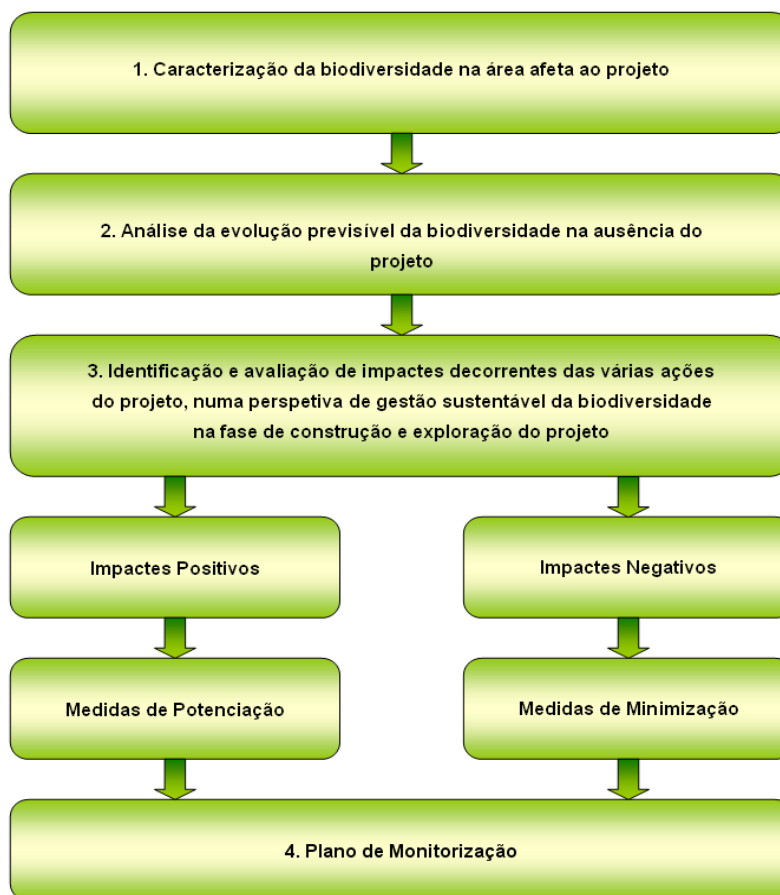 1. Caracterização da biodiversidade na área afeta ao projeto
2. Análise da evolução previsível da biodiversidade na ausência do
projeto
3. Identificação e avaliação de impactes decorrentes das várias ações
do projeto, numa perspetiva de gestão sustentável da biodiversidade
na fase de construção e exploração do projeto
Impactes Positivos
Impactes Negativos
Medidas de Potenciação
Medidas de Minimização
4. Plano de Monitorização